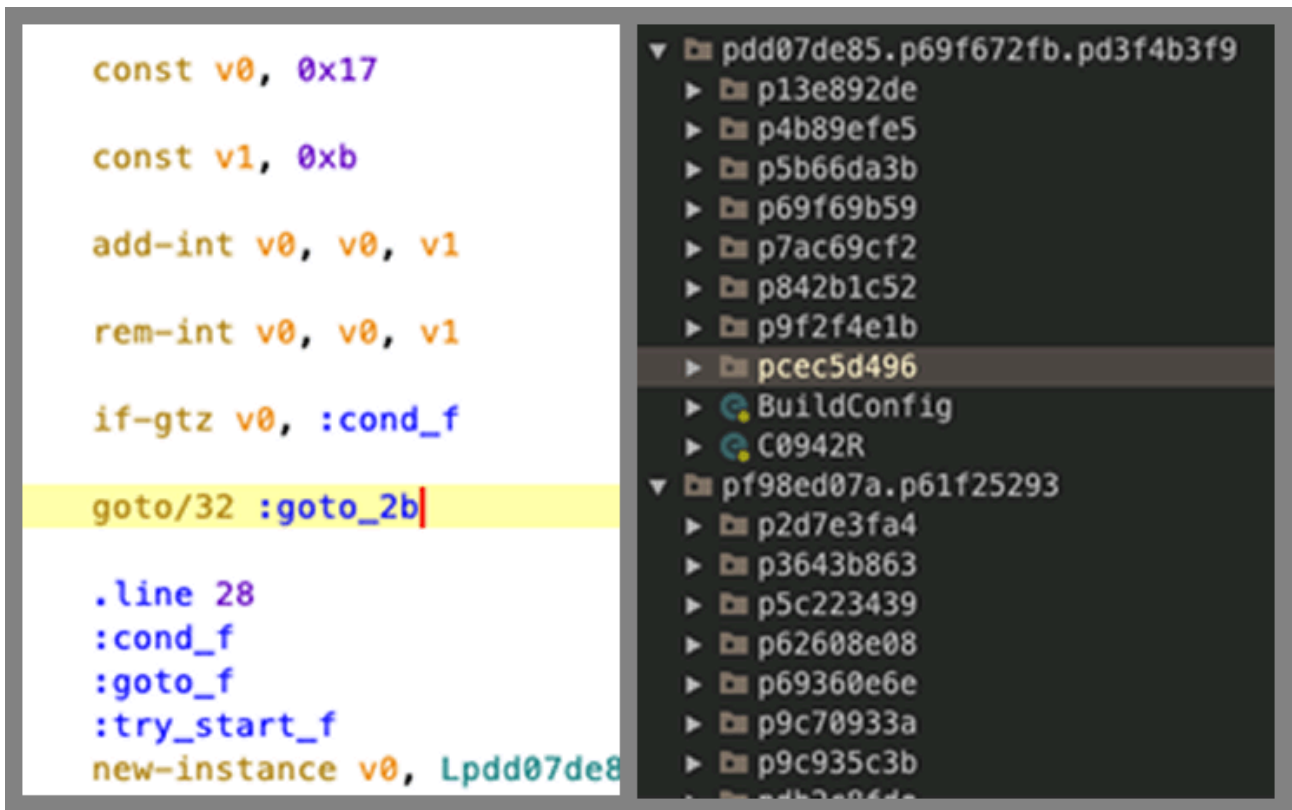 const v0, 0x17
const v1, 0xb
add-int v0, v0, v1
rem-int v0, v0, v1
if-gtz v0, :cond_f
goto/32 :goto_2b
.line 28
:cond_f
:goto_f
:try_start_f
new-instance v0, Lpdd07de8
pdd07de85.p69f672fb.pd3f4b3f9
p13e892de
p4b89efe5
p5b66da3b
p69f69b59
p7ac69cf2
p842b1c52
p9f2f4e1b
pcec5d496
BuildConfig
C0942R
pf98ed07a.p61f25293
p2d7e3fa4
p3643b863
p5c223439
p62608e08
p69360e6e
p9c70933a
p9c935c3b